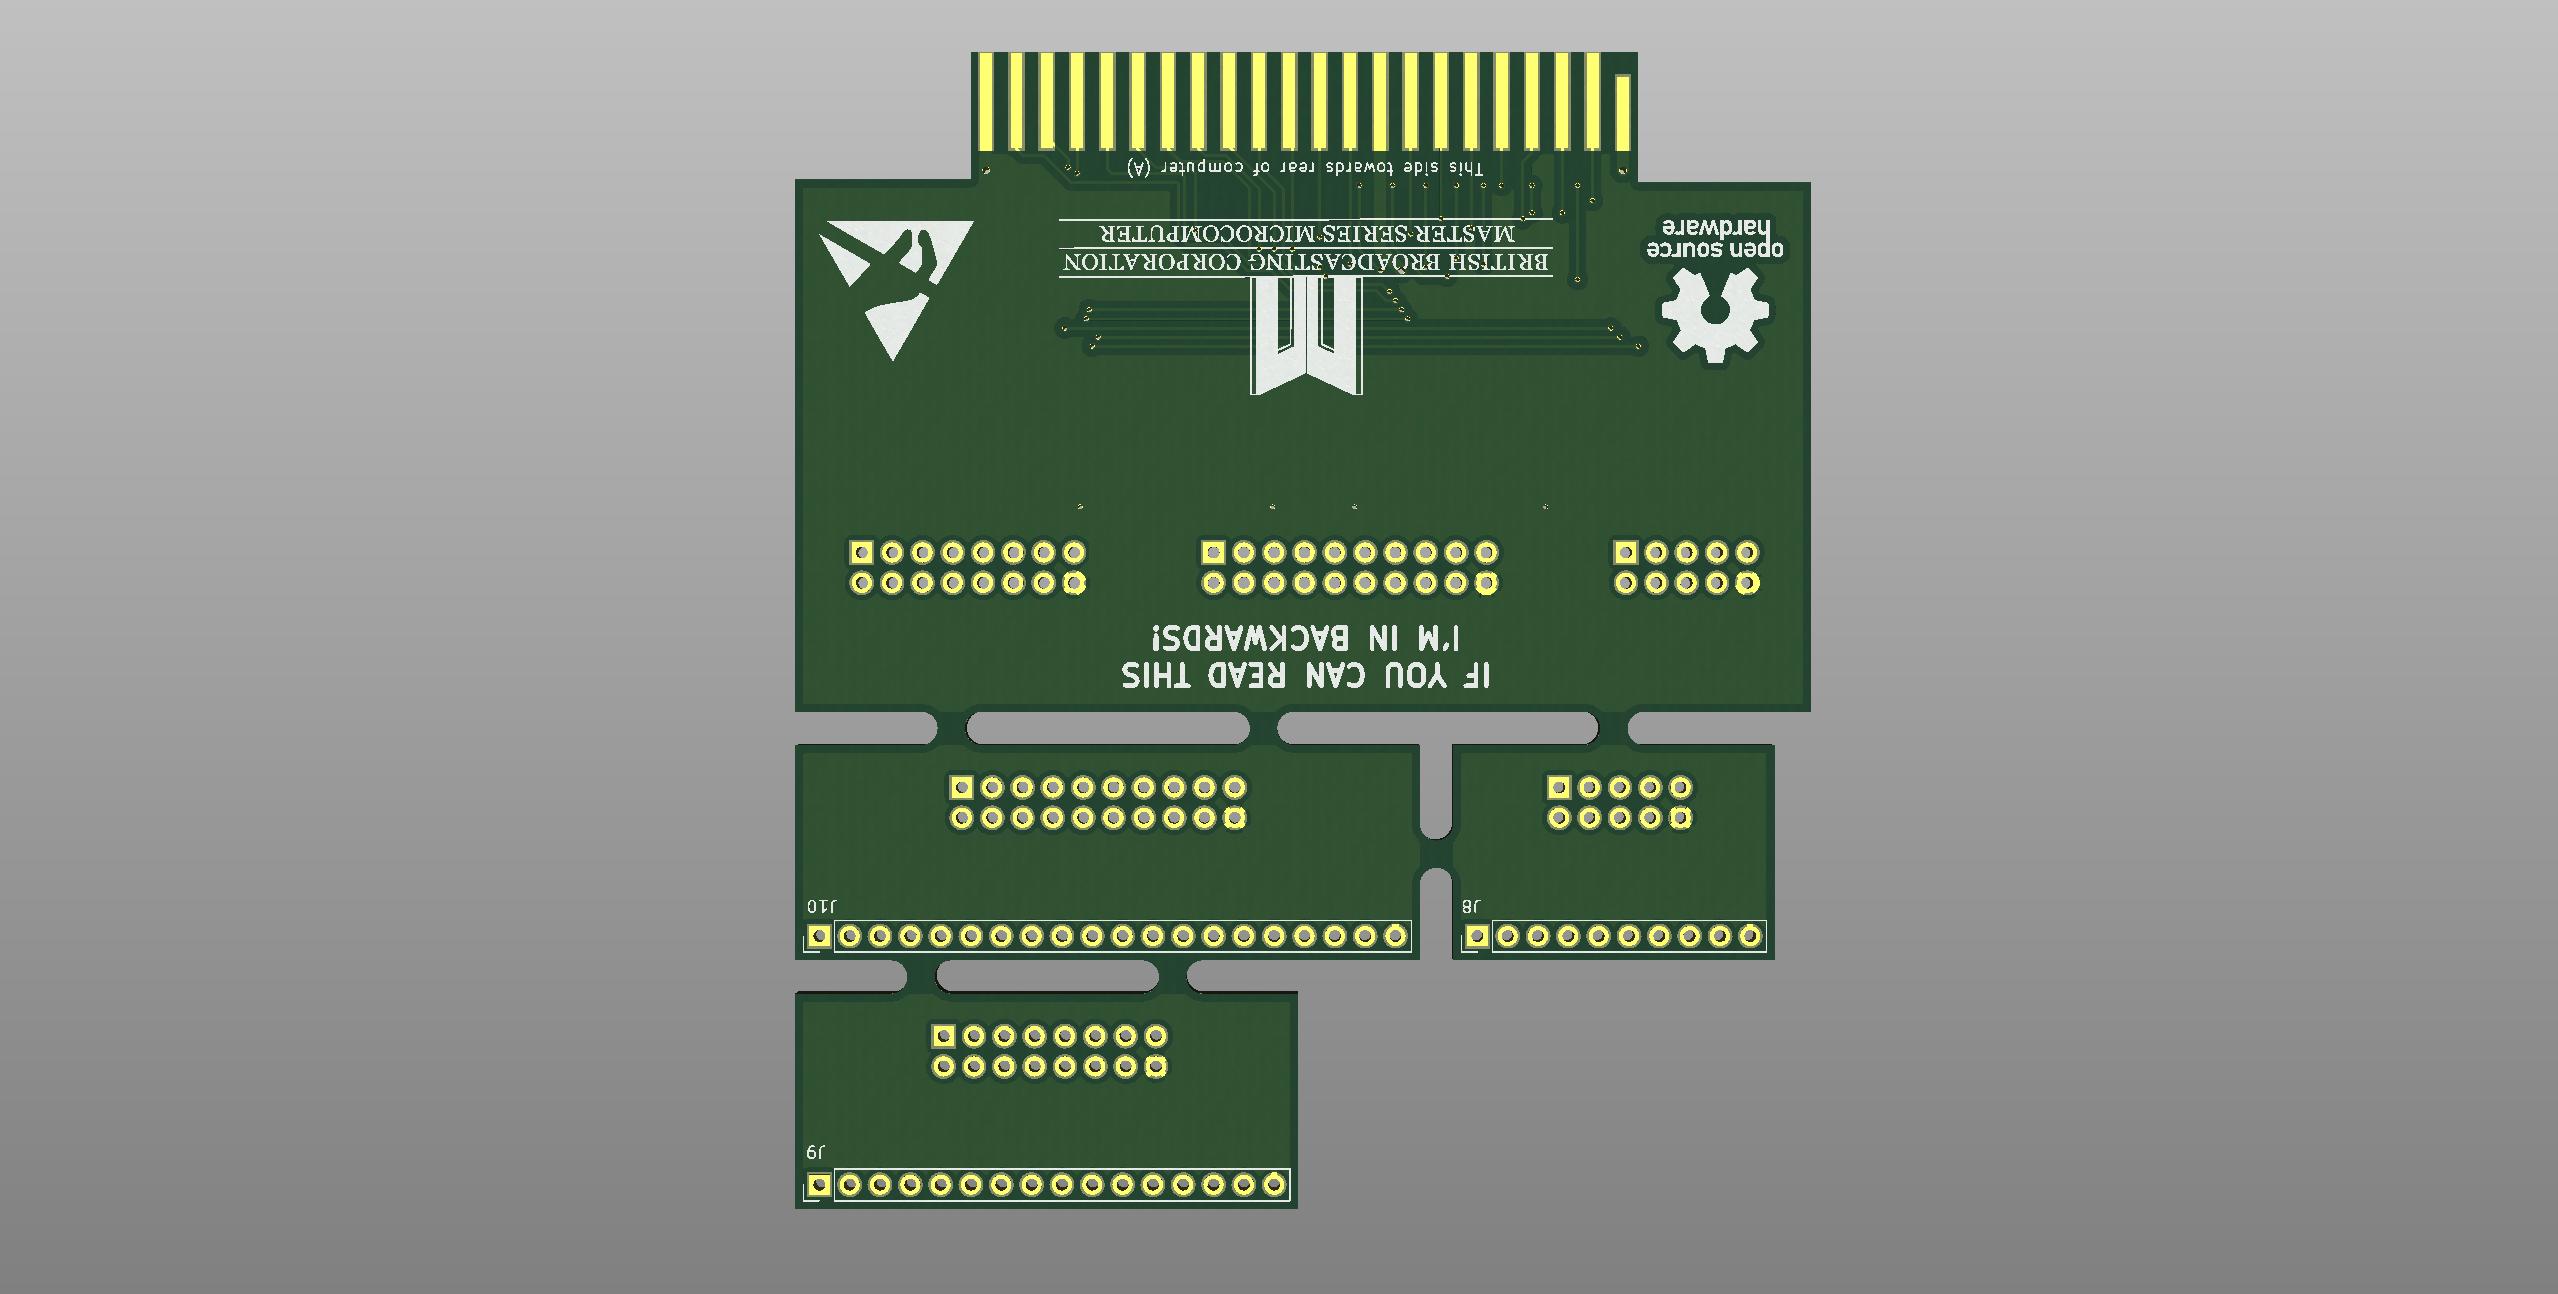 This side towards rear of computer (A)
BRITISH BROADCASTING CORPORATION
MASTER SERIES MICROCOMPUTER
open source
hardware
IF YOU CAN READ THIS
I'M IN BACKWARDS!
J10
J8
J9